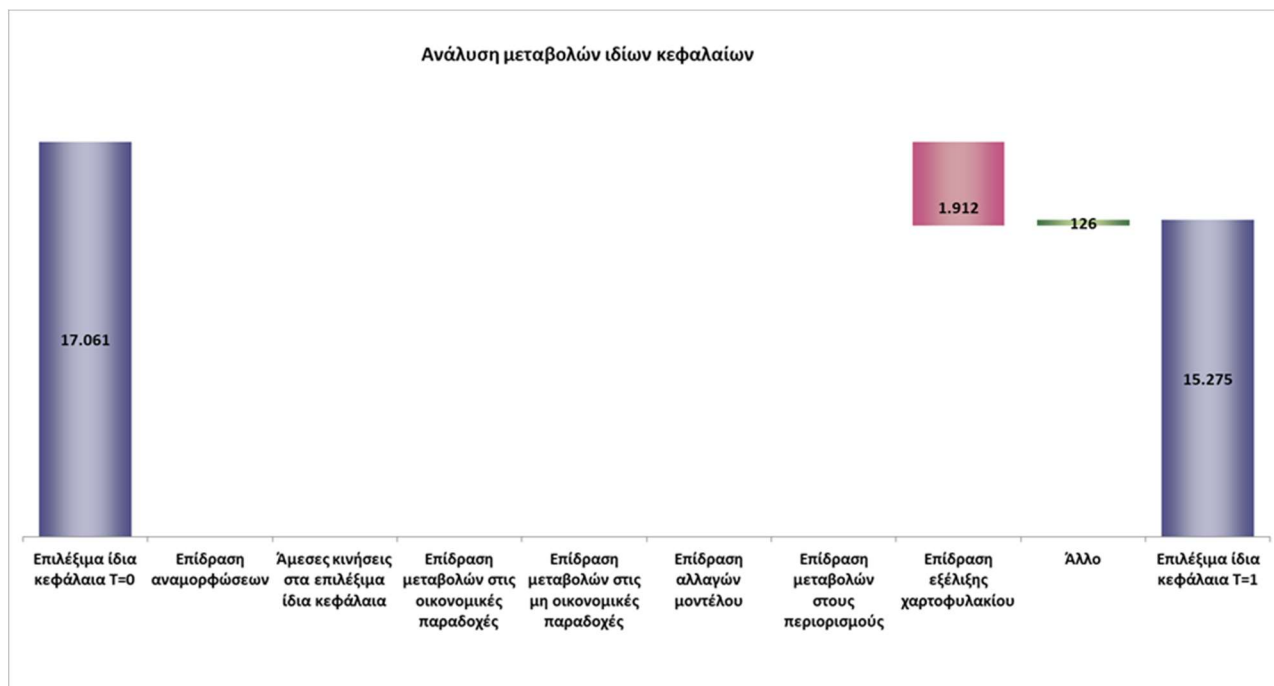 Ανάλυση μεταβολών ιδίων κεφαλαίων
1.912
126
17.061
15.275
Επιλέξιμα ίδια
κεφάλαια T=0
Επίδραση
αναμορφώσεων
Άμεσες κινήσεις
στα επιλέξιμα
ίδια κεφάλαια
Επίδραση
μεταβολών στις
οικονομικές
παραδοχές
Επίδραση
μεταβολών στις
μη οικονομικές
παραδοχές
Επίδραση
αλλαγών
μοντέλου
Επίδραση
μεταβολών
στους
περιορισμούς
Επίδραση
εξέλιξης
χαρτοφυλακίου
Άλλο
Επιλέξιμα ίδια
κεφάλαια T=1